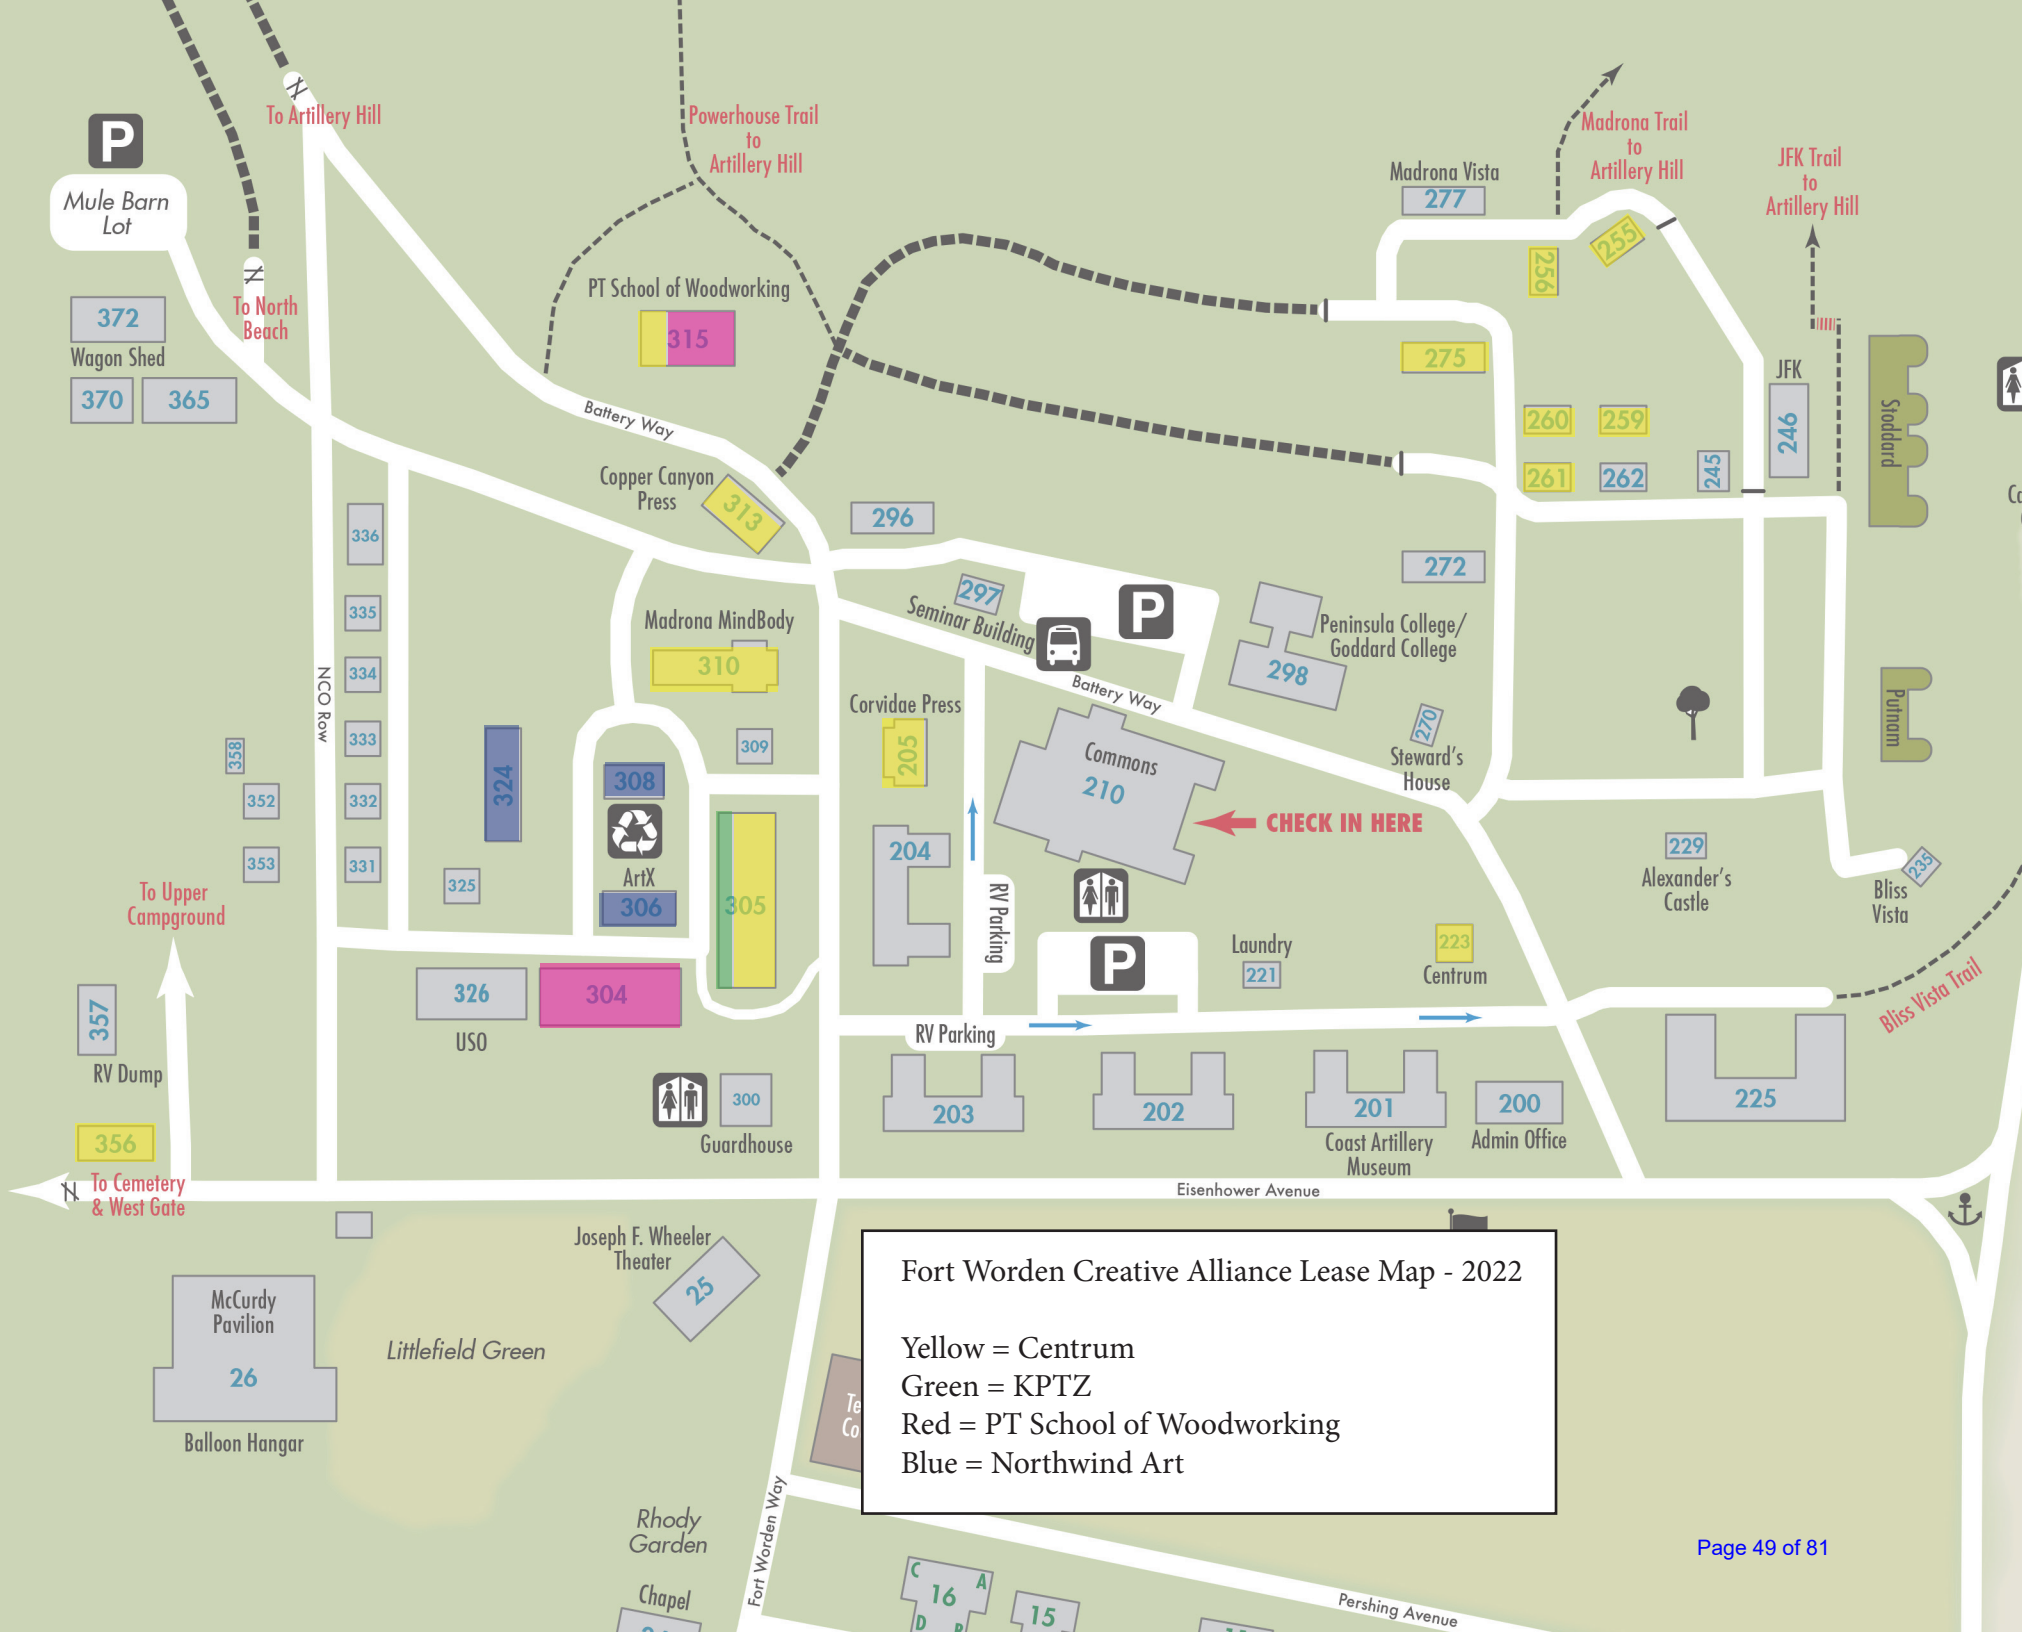 To Artillery Hill
P
Mule Barn
Lot
Powerhouse Trail
to
Artillery Hill
Madrona Trail
to
Artillery Hill
JFK Trail
to
Artillery Hill
Madrona Vista
277
255
256
To North
Beach
372
Wagon Shed
370
365
PT School of Woodworking
315
Battery Way
275
JFK
246
Stoddard
260
259
261
262
245
Copper Canyon
Press
313
296
272
336
335
334
333
332
331
NCO Row
297
Seminar Building
P
Peninsula College/
Goddard College
298
Madrona MindBody
310
Battery Way
Corvidae Press
205
309
270
Steward's
House
Putnam
358
352
353
324
308
ArtX
306
325
305
Commons
210
CHECK IN HERE
204
RV Parking
229
Alexander's
Castle
235
Bliss
Vista
Bliss Vista Trail
To Upper
Campground
P
Laundry
221
223
Centrum
357
RV Dump
326
USO
304
RV Parking
300
Guardhouse
203
202
201
Coast Artillery
Museum
200
Admin Office
225
356
To Cemetery
& West Gate
Eisenhower Avenue
Joseph F. Wheeler
Theater
25
McCurdy
Pavilion
26
Balloon Hangar
Littlefield Green
Te
Co
Fort Worden Creative Alliance Lease Map - 2022
Yellow = Centrum
Green = KPTZ
Red = PT School of Woodworking
Blue = Northwind Art
Rhody
Garden
Fort Worden Way
Chapel
C
A
16
D
15
Pershing Avenue
Page 49 of 81